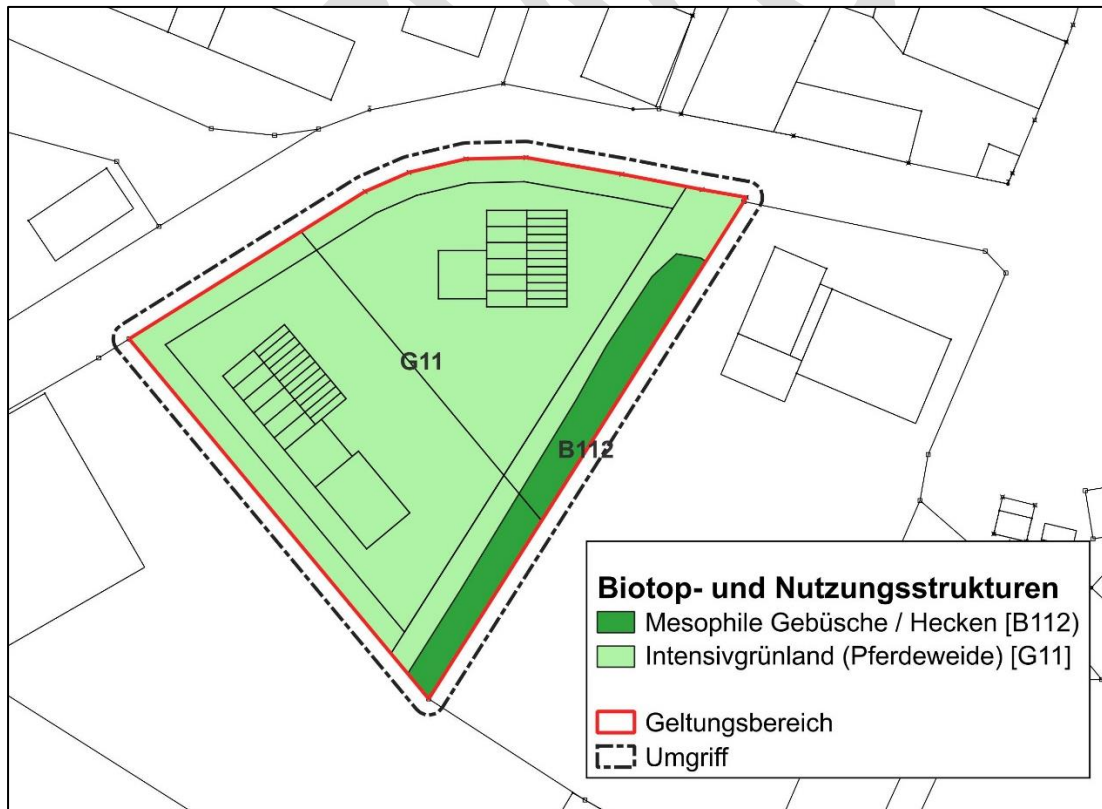 G11
B112
Biotop- und Nutzungsstrukturen
Mesophile Gebüsche / Hecken [B112)
Intensivgrünland (Pferdeweide) [G11]
Geltungsbereich
Umgriff